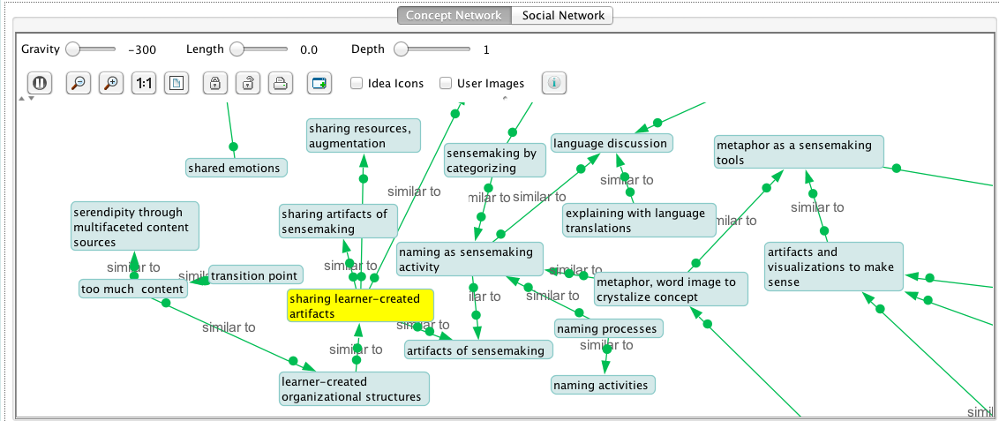 Concept Network Social Network
Gravity -300 Length 0.0 Depth 1
1:1 Idea Icons User Images
sharing resources,
augmentation
language discussion
metaphor as a sensemaking
tools
sensemaking by
categorizing
shared emotions
similar to
similar to
similar to
similar to
serendipity through
multifaceted content
sources
sharing artifacts of
sensemaking
explaining with language
translations
similar to
naming as sensemaking
activity
artifacts and
visualizations to make
sense
similar to
similar to
similar to
transition point
too much content
metaphor, word image to
crystalize concept
sharing learner-created
artifacts
similar to
similar to
similar to
naming processes
similar to
similar to
artifacts of sensemaking
learner-created
organizational structures
naming activities